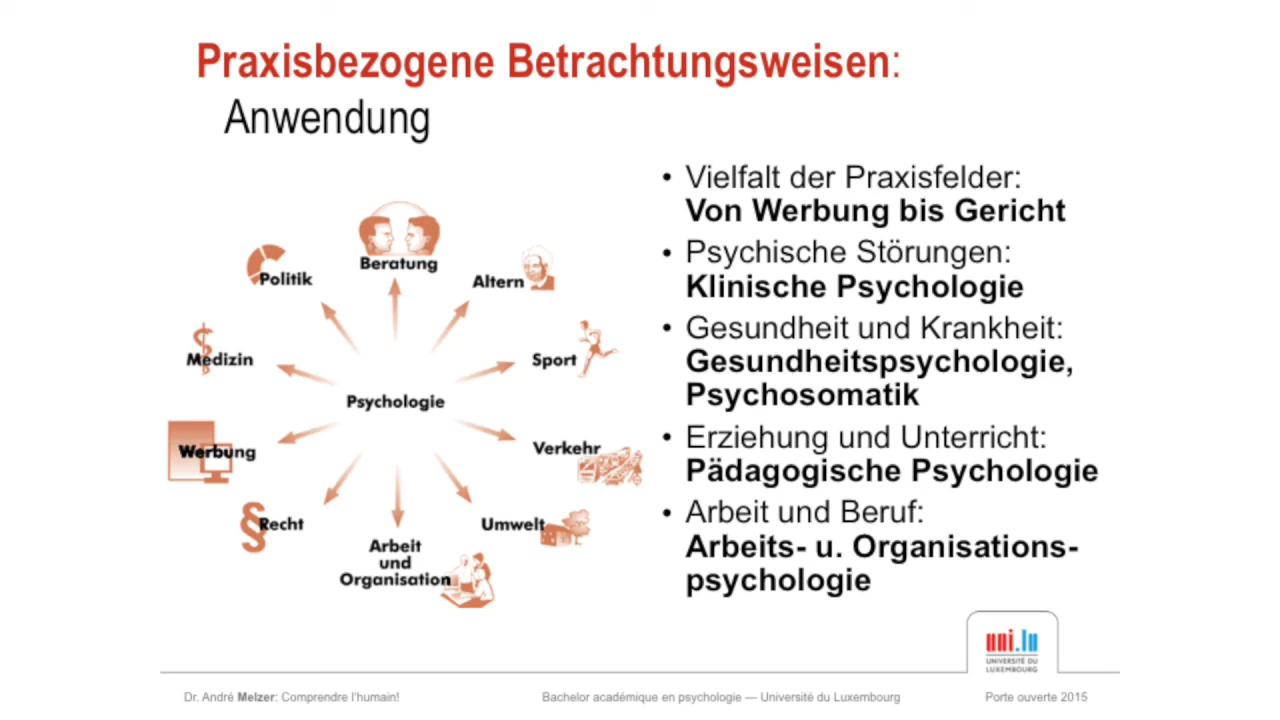 Praxisbezogene Betrachtungsweisen:
Anwendung
Beratung
Politik
Altern
Medizin
Sport
Psychologie
Werbung
Verkehr
Recht
Umwelt
Arbeit
und
Organisation
• Vielfalt der Praxisfelder:
Von Werbung bis Gericht
• Psychische Störungen:
Klinische Psychologie
• Gesundheit und Krankheit:
Gesundheitspsychologie,
Psychosomatik
• Erziehung und Unterricht:
Pädagogische Psychologie
• Arbeit und Beruf:
Arbeits- u. Organisations-
psychologie
uni.lu
UNIVERSITÉ DU
LUXEMBOURG
Dr. André Melzer: Comprendre l'humain!
Bachelor académique en psychologie — Université du Luxembourg
Porte ouverte 2015